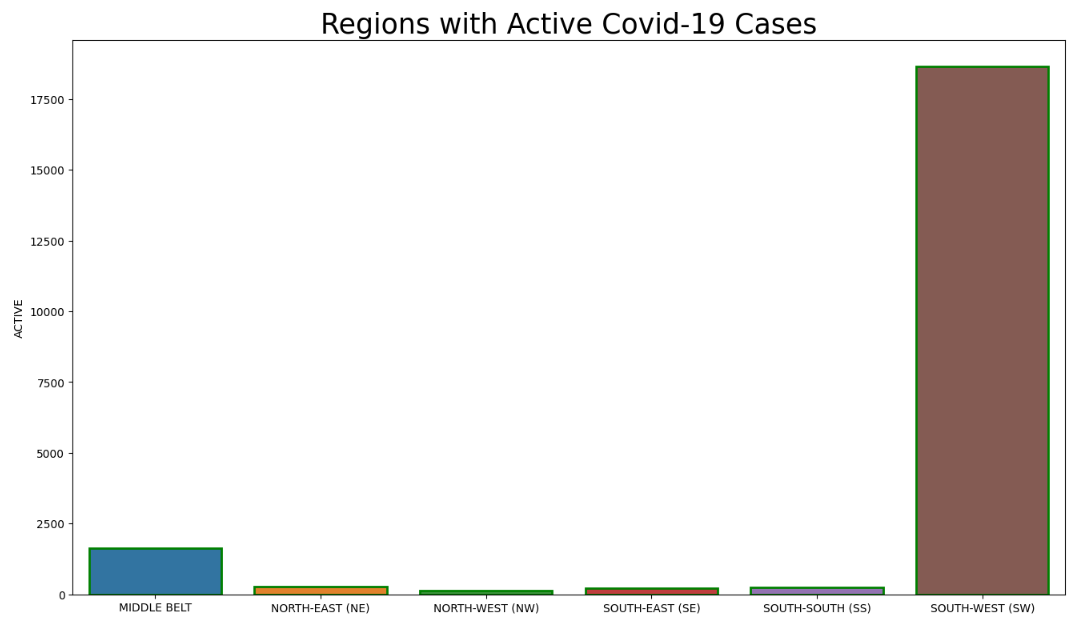 Regions with Active Covid-19 Cases
17500
15000
12500
10000
7500
5000
2500
0
ACTIVE
MIDDLE BELT NORTH-EAST (NE) NORTH-WEST (NW) SOUTH-EAST (SE) SOUTH-SOUTH (SS) SOUTH-WEST (SW)